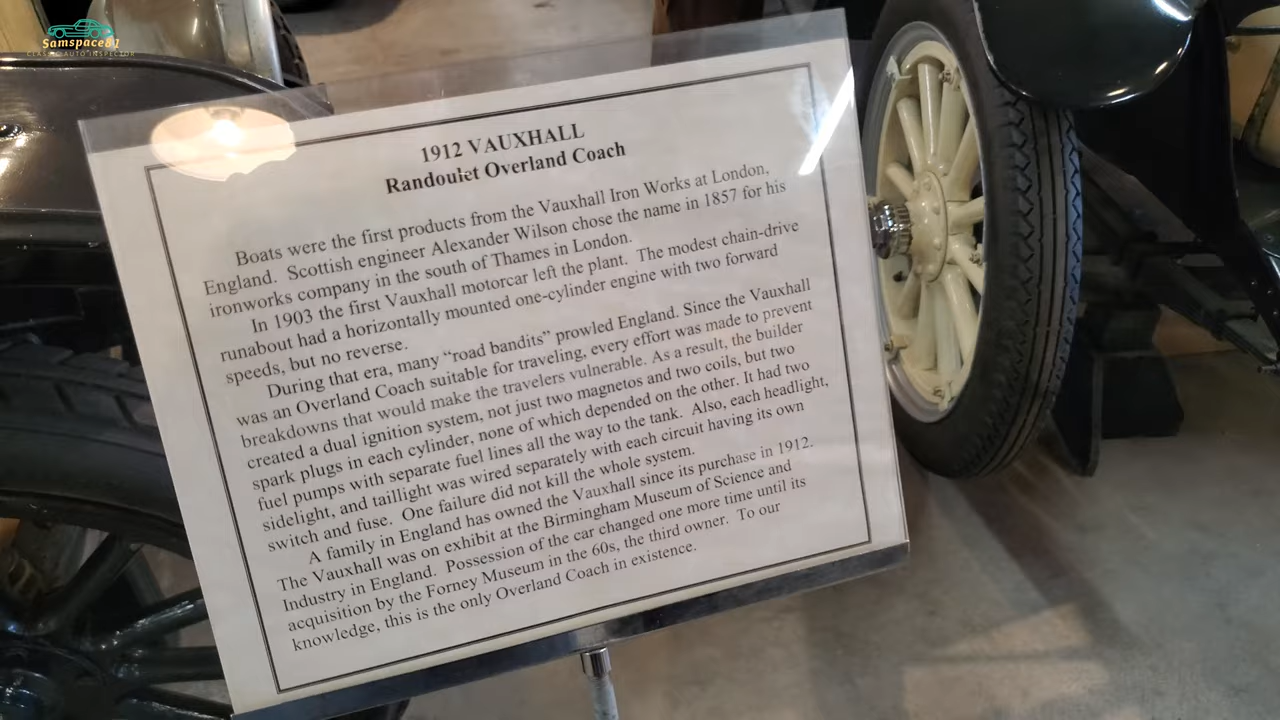 Samspace81
CLASSIC AUTO INSPECTOR
1912 VAUXHALL
Randoulet Overland Coach
Boats were the first products from the Vauxhall Iron Works at London,
England. Scottish engineer Alexander Wilson chose the name in 1857 for his
ironworks company in the south of Thames in London.
In 1903 the first Vauxhall motorcar left the plant. The modest chain-drive
runabout had a horizontally mounted one-cylinder engine with two forward
speeds, but no reverse.
During that era, many “road bandits” prowled England. Since the Vauxhall
was an Overland Coach suitable for traveling, every effort was made to prevent
breakdowns that would make the travelers vulnerable. As a result, the builder
created a dual ignition system, not just two magnetos and two coils, but two
spark plugs in each cylinder, none of which depended on the other. It had two
fuel pumps with separate fuel lines all the way to the tank. Also, each headlight,
sidelight, and taillight was wired separately with each circuit having its own
switch and fuse. One failure did not kill the whole system.
A family in England has owned the Vauxhall since its purchase in 1912.
The Vauxhall was on exhibit at the Birmingham Museum of Science and
Industry in England. Possession of the car changed one more time until its
acquisition by the Forney Museum in the 60s, the third owner. To our
knowledge, this is the only Overland Coach in existence.